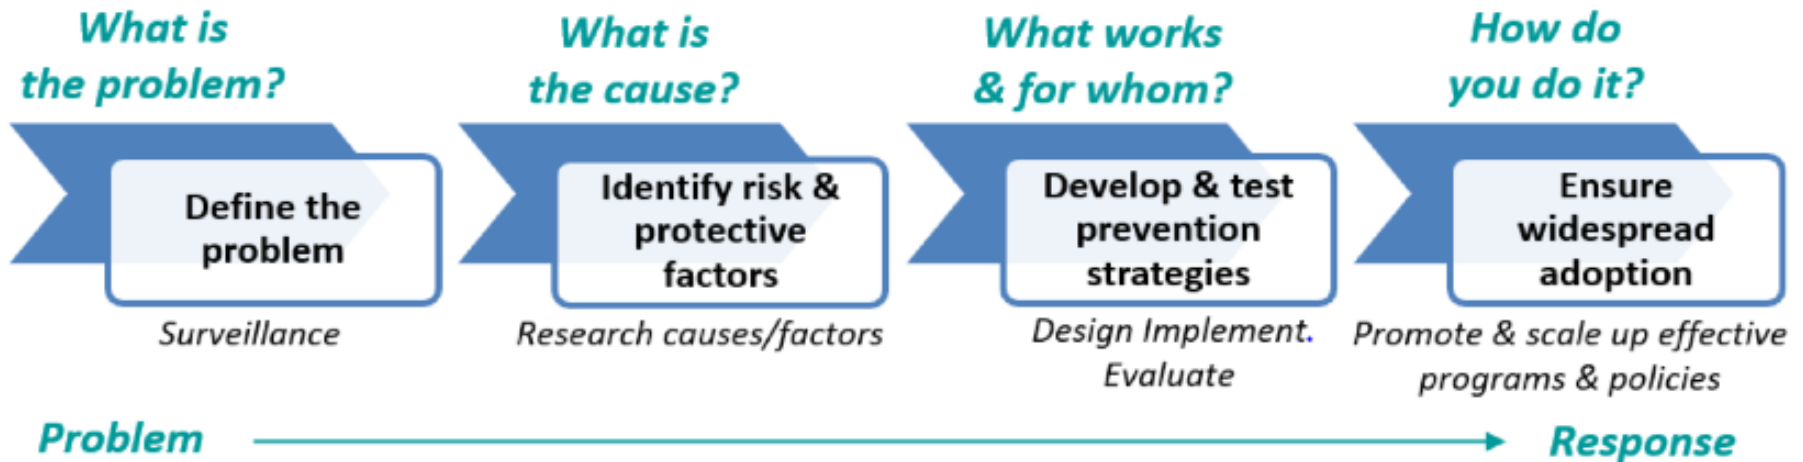 What is
the problem?
Define the
problem
Surveillance
What is
the cause?
Identify risk &
protective
factors
Research causes/factors
What works
& for whom?
Develop & test
prevention
strategies
Design Implement.
Evaluate
How do
you do it?
Ensure
widespread
adoption
Promote & scale up effective
programs & policies
Problem
Response